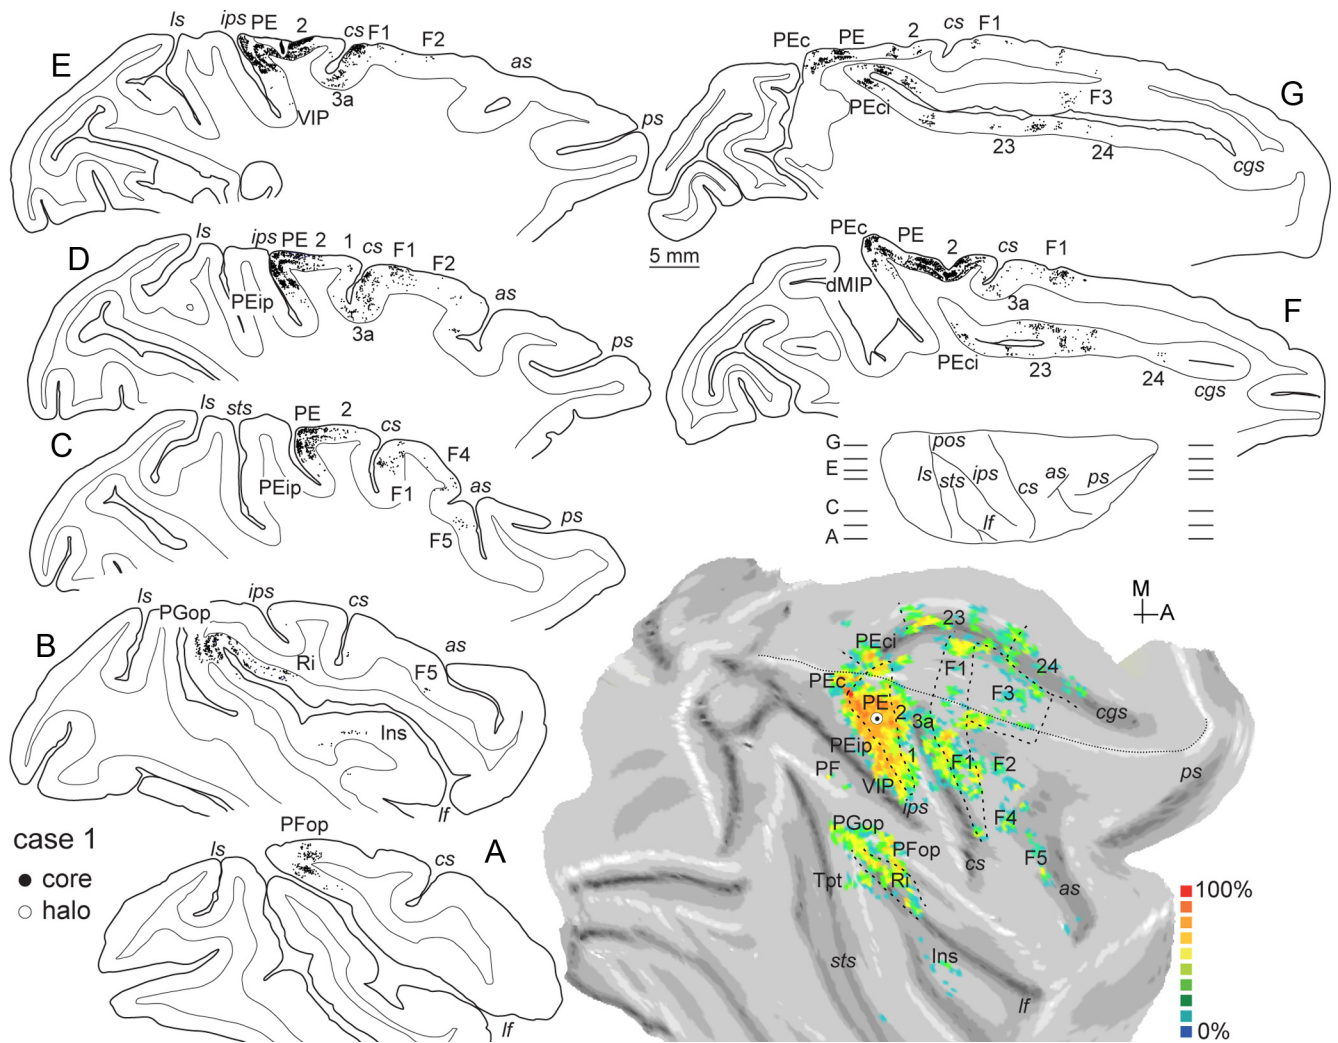 E
ls ips PE 2 cs F1 F2 as ps
VIP 3a
PEc PE 2 cs F1
G
PEci F3
23 24 cgs
5 mm
D
ls ips PE 2 1 cs F1 F2 as ps
PEip 3a
PEc PE 2 cs F1
F
dMIP 3a
PEci 23 24 cgs
C
ls sts PE 2 cs F4 as ps
PEip F1 F5
G
E
C
A
pos
ls sts ips cs as ps
lf
B
ls PGop ips cs as
Ri F5
Ins
lf
case 1
core
halo
A
ls PFop cs
lf
M
A
23
PEci F1 24
PEc F3
PE 2 3a cgs
PEip 1 F1 F2 ps
PF VIP ips F4
PGop
PFop cs F5 as
Tpt Ri
sts Ins lf
100%
0%